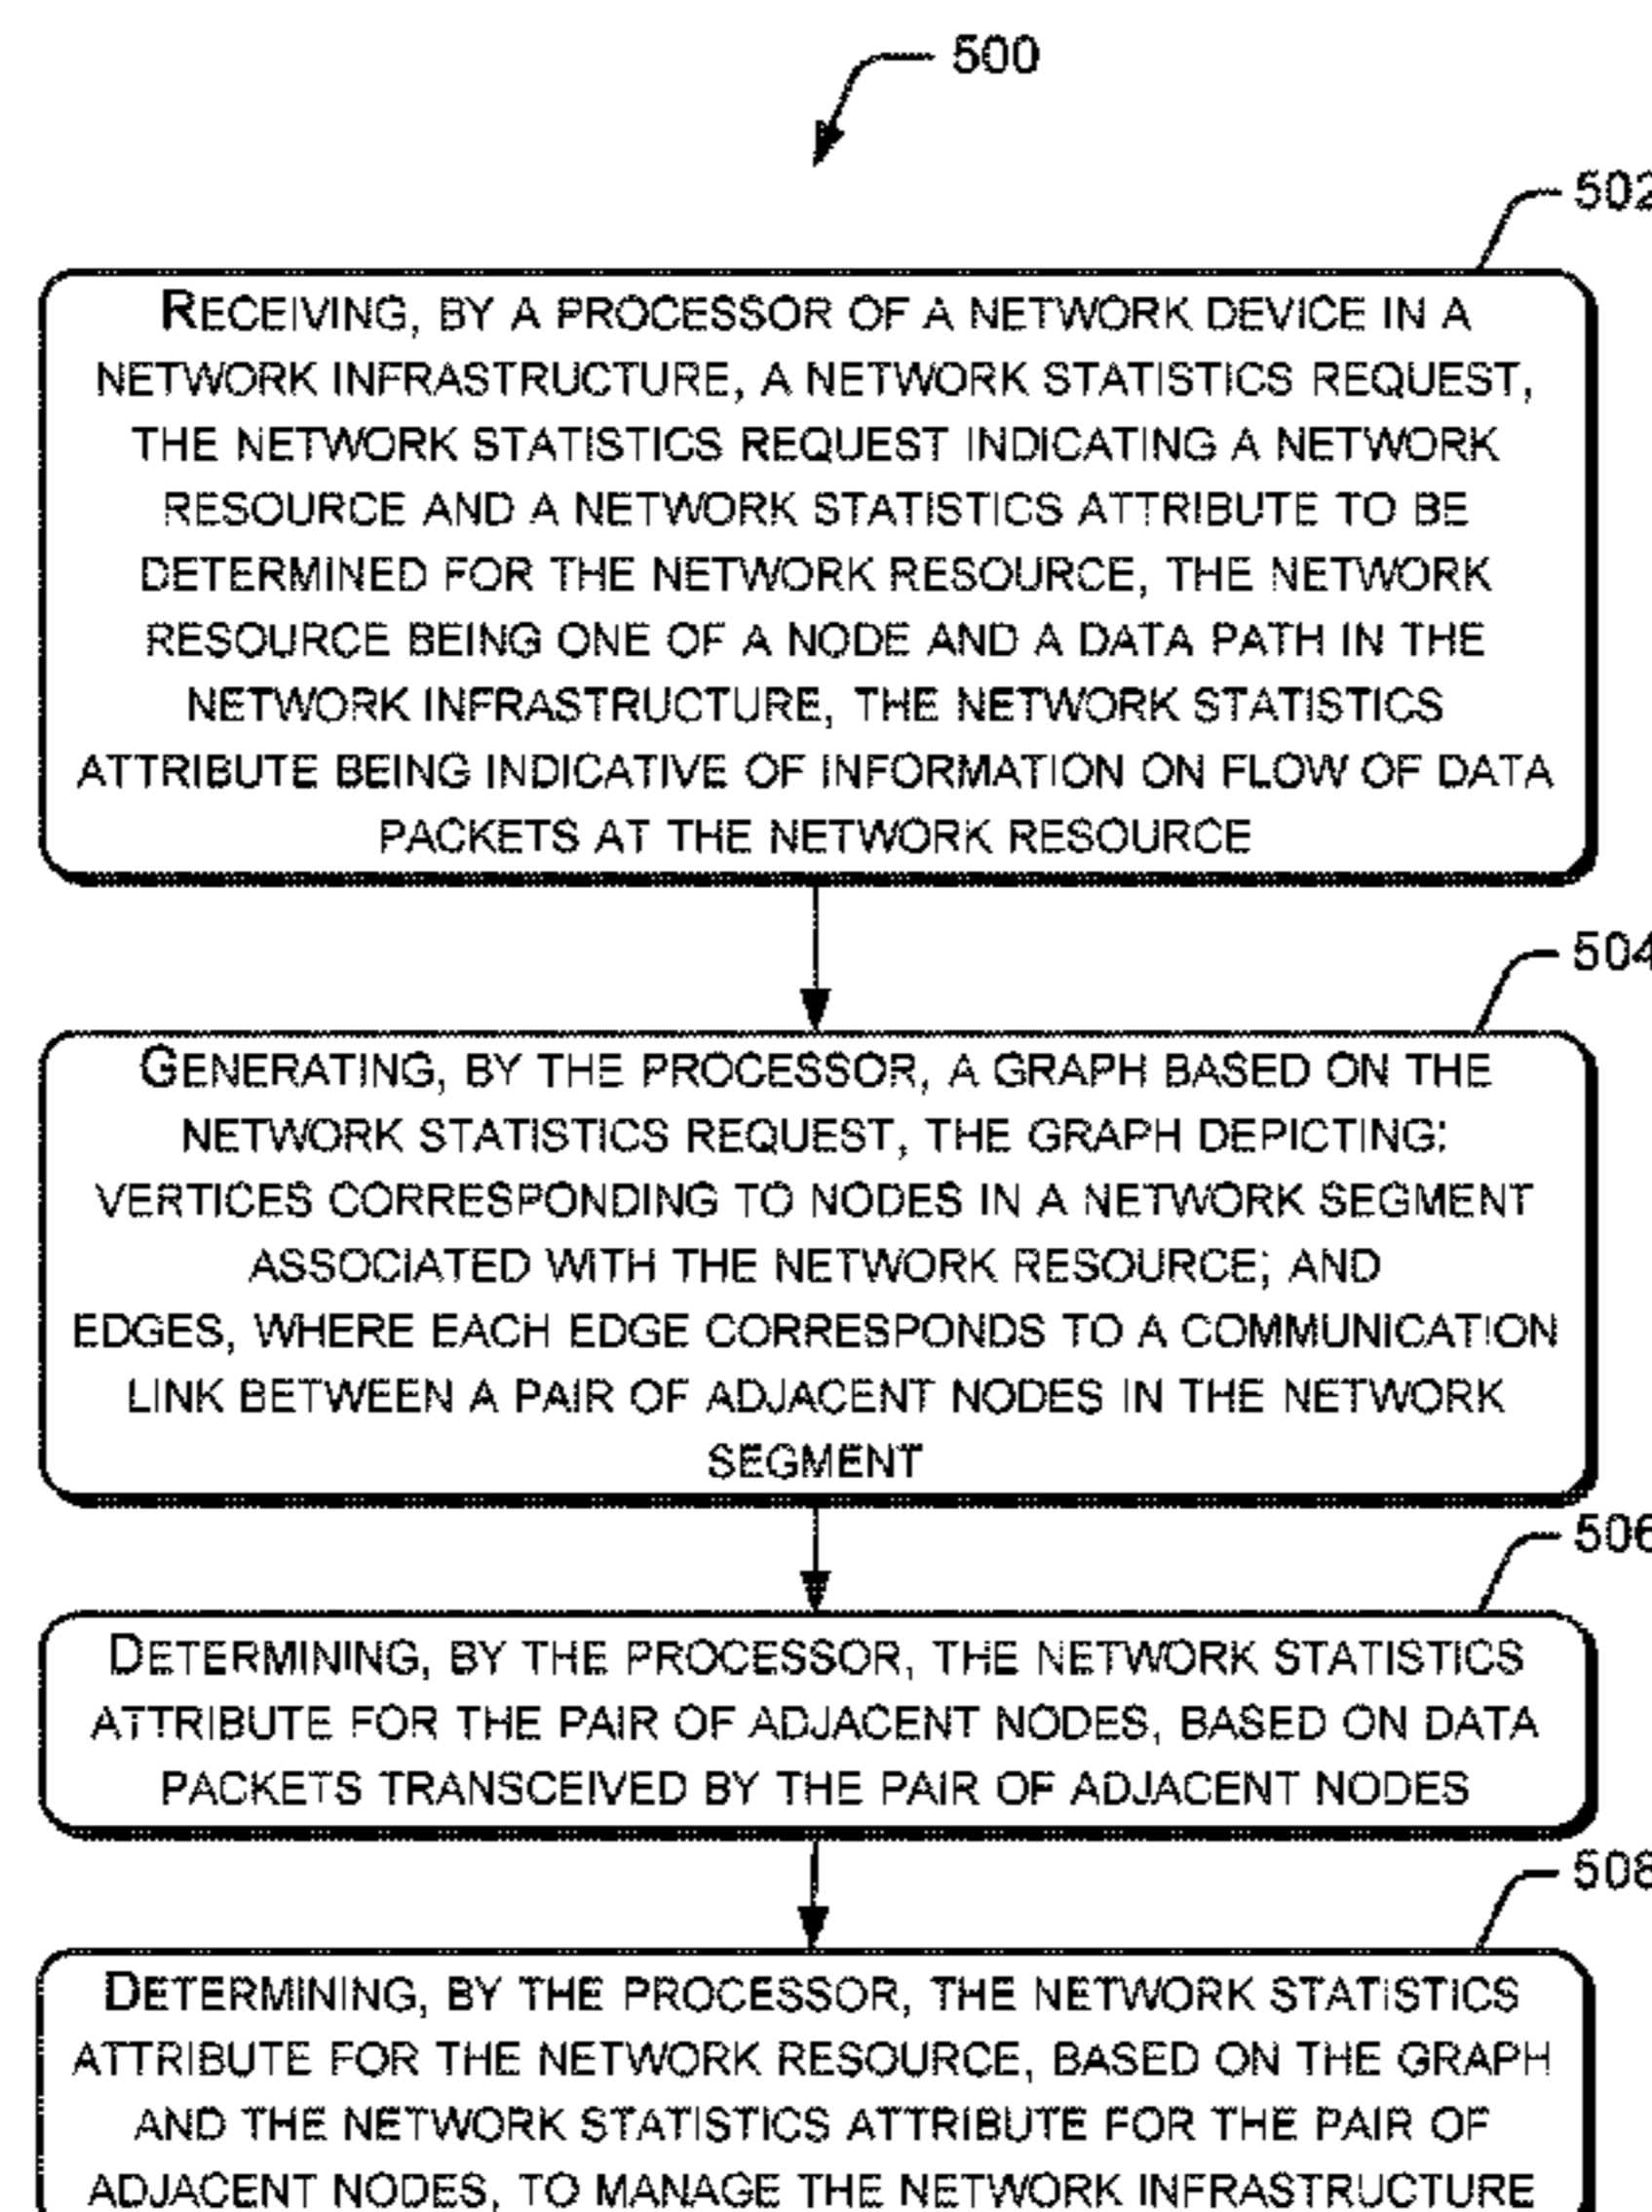 500
502
RECEIVING, BY A PROCESSOR OF A NETWORK DEVICE IN A
NETWORK INFRASTRUCTURE, A NETWORK STATISTICS REQUEST,
THE NETWORK STATISTICS REQUEST INDICATING A NETWORK
RESOURCE AND A NETWORK STATISTICS ATTRIBUTE TO BE
DETERMINED FOR THE NETWORK RESOURCE, THE NETWORK
RESOURCE BEING ONE OF A NODE AND A DATA PATH IN THE
NETWORK INFRASTRUCTURE, THE NETWORK STATISTICS
ATTRIBUTE BEING INDICATIVE OF INFORMATION ON FLOW OF DATA
PACKETS AT THE NETWORK RESOURCE
504
GENERATING, BY THE PROCESSOR, A GRAPH BASED ON THE
NETWORK STATISTICS REQUEST, THE GRAPH DEPICTING:
VERTICES CORRESPONDING TO NODES IN A NETWORK SEGMENT
ASSOCIATED WITH THE NETWORK RESOURCE; AND
EDGES, WHERE EACH EDGE CORRESPONDS TO A COMMUNICATION
LINK BETWEEN A PAIR OF ADJACENT NODES IN THE NETWORK
SEGMENT
506
DETERMINING, BY THE PROCESSOR, THE NETWORK STATISTICS
ATTRIBUTE FOR THE PAIR OF ADJACENT NODES, BASED ON DATA
PACKETS TRANSCEIVED BY THE PAIR OF ADJACENT NODES
508
DETERMINING, BY THE PROCESSOR, THE NETWORK STATISTICS
ATTRIBUTE FOR THE NETWORK RESOURCE, BASED ON THE GRAPH
AND THE NETWORK STATISTICS ATTRIBUTE FOR THE PAIR OF
ADJACENT NODES, TO MANAGE THE NETWORK INFRASTRUCTURE